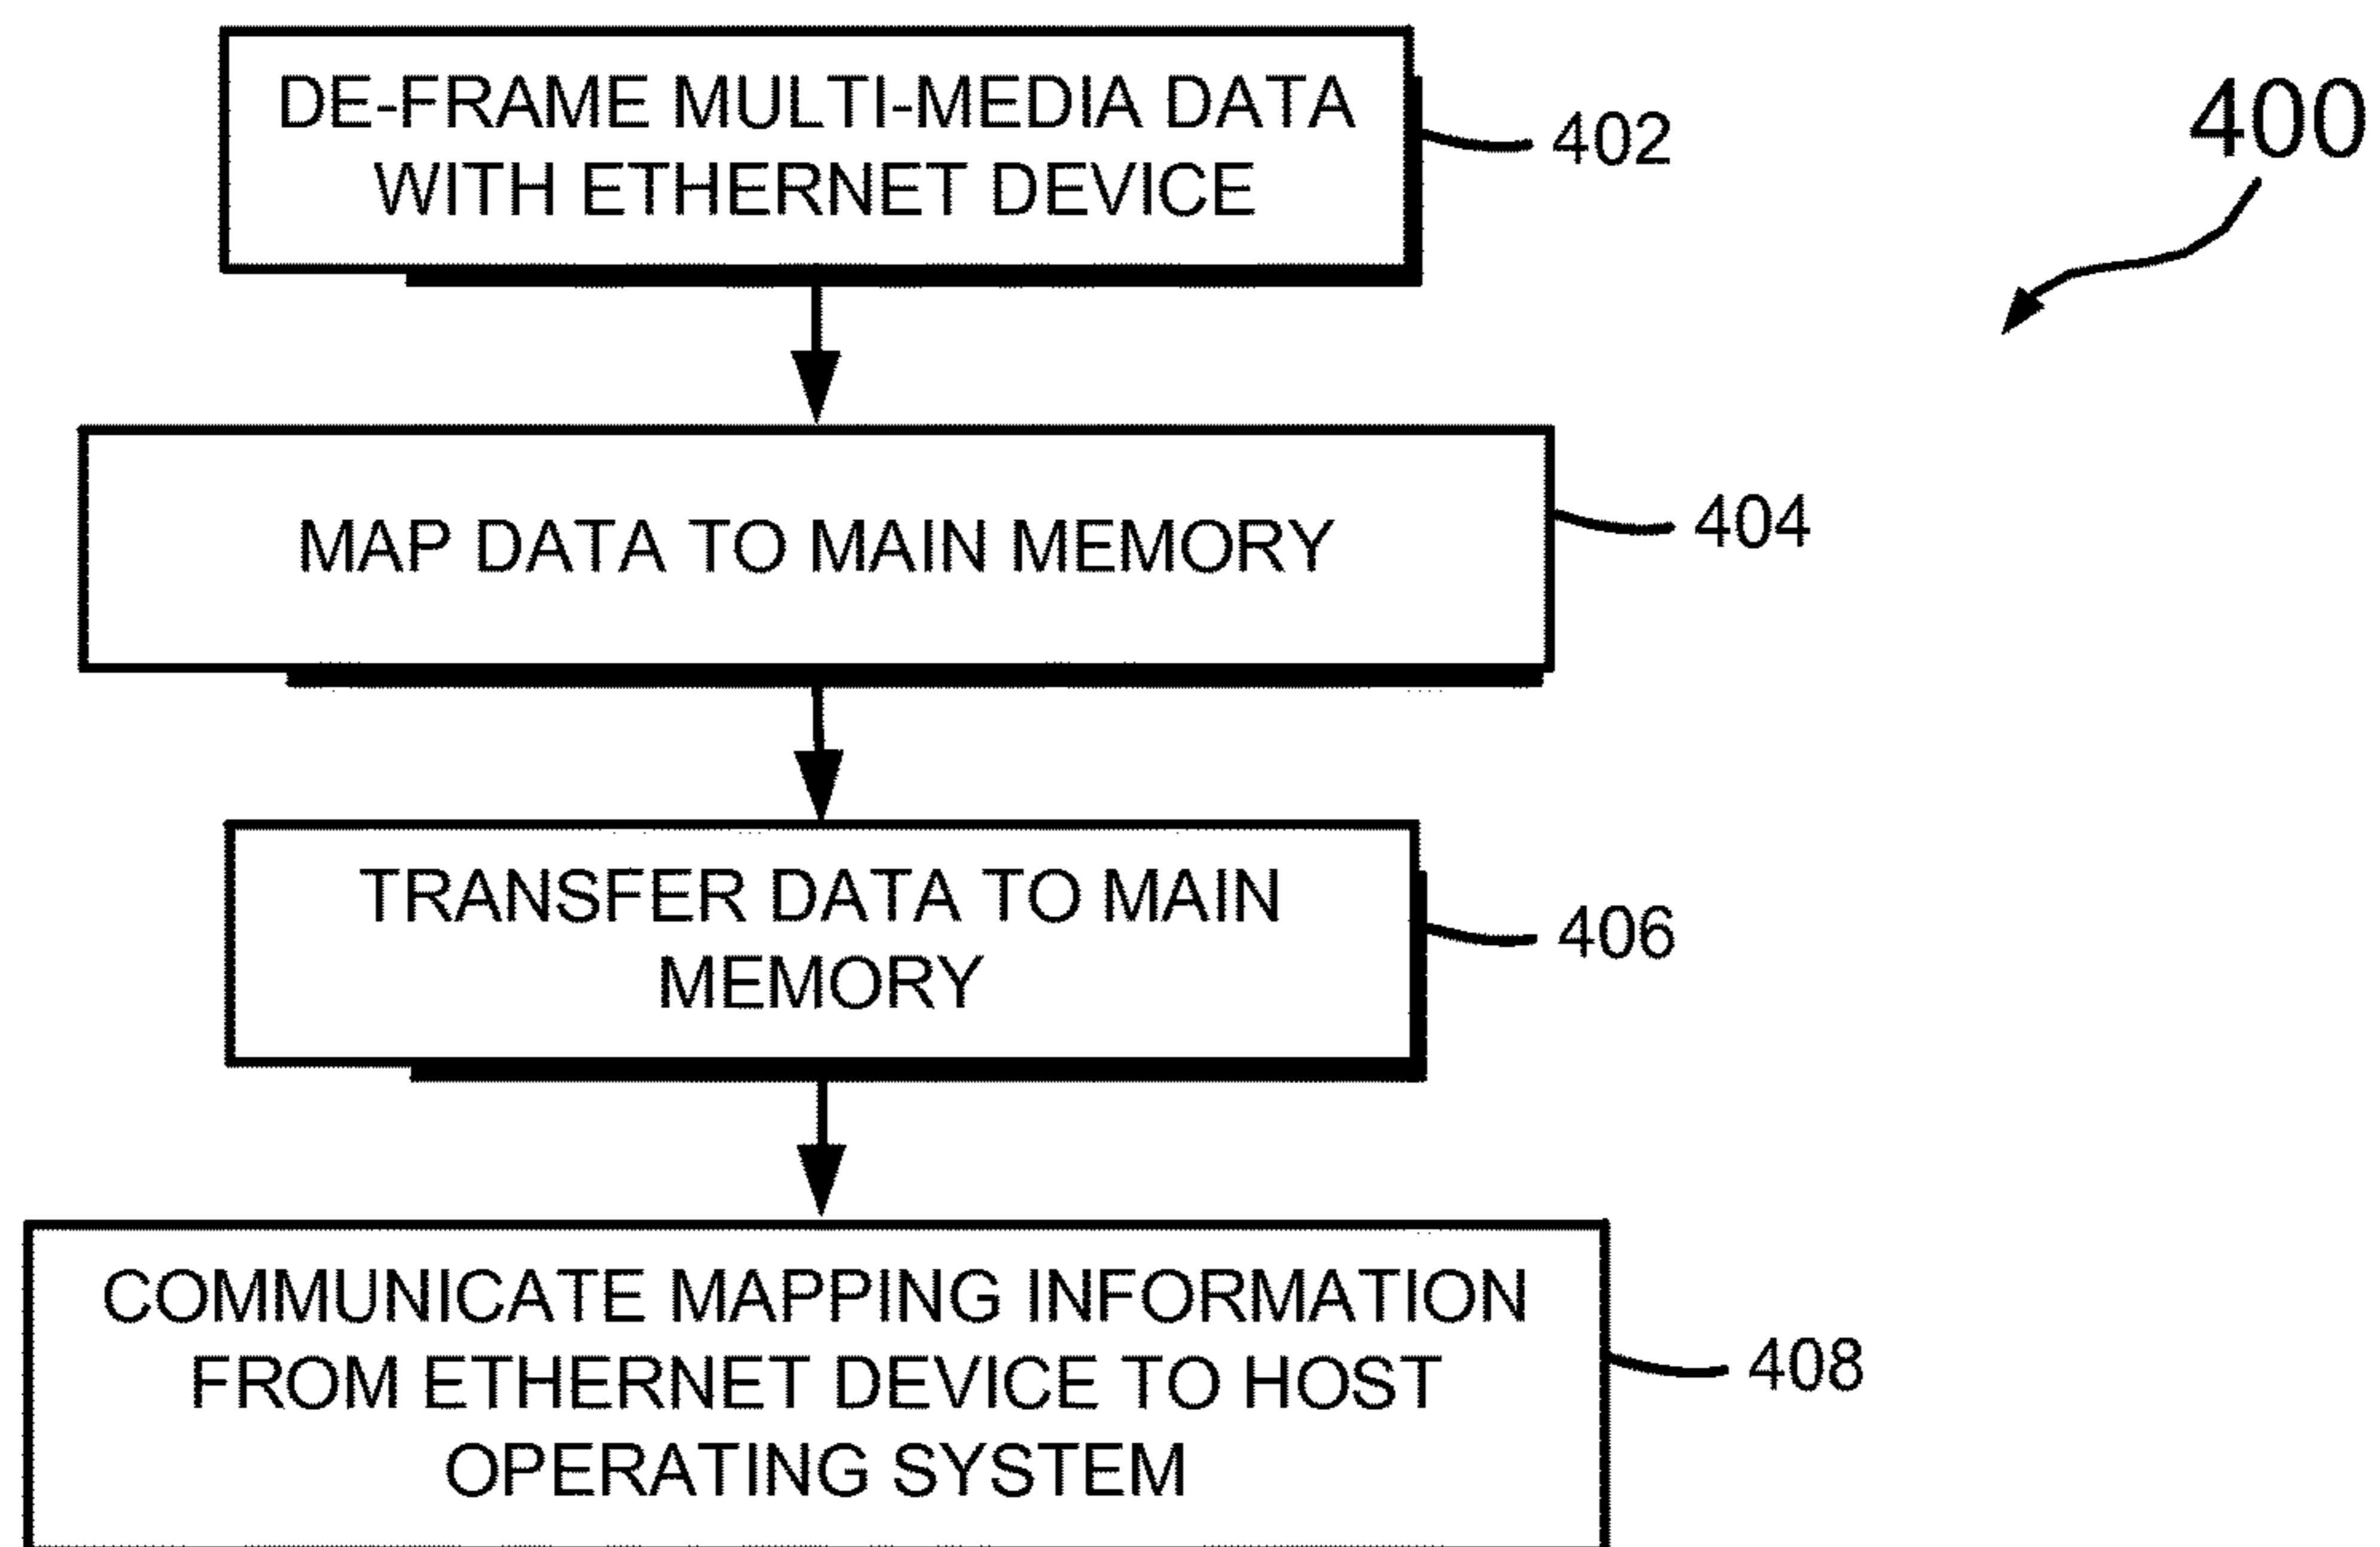 DE-FRAME MULTI-MEDIA DATA
WITH ETHERNET DEVICE
402
400
MAP DATA TO MAIN MEMORY
404
TRANSFER DATA TO MAIN
MEMORY
406
COMMUNICATE MAPPING INFORMATION
FROM ETHERNET DEVICE TO HOST
OPERATING SYSTEM
408